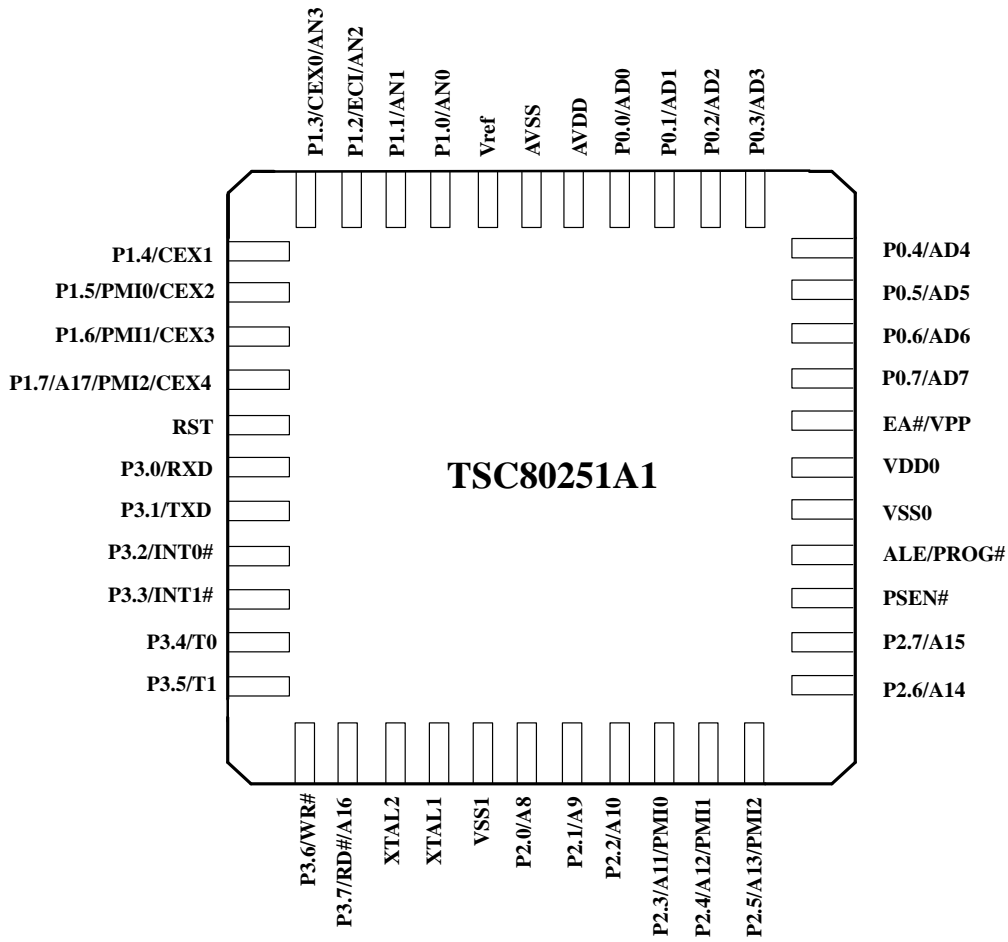 P1.3/CEX0/AN3
P1.2/ECI/AN2
P1.1/AN1
P1.0/AN0
Vref
AVSS
AVDD
P0.0/AD0
P0.1/AD1
P0.2/AD2
P0.3/AD3
P1.4/CEX1
P1.5/PMI0/CEX2
P1.6/PMI1/CEX3
P1.7/A17/PMI2/CEX4
RST
P3.0/RXD
P3.1/TXD
P3.2/INT0#
P3.3/INT1#
P3.4/T0
P3.5/T1
TSC80251A1
P0.4/AD4
P0.5/AD5
P0.6/AD6
P0.7/AD7
EA#/VPP
VDD0
VSS0
ALE/PROG#
PSEN#
P2.7/A15
P2.6/A14
P3.6/WR#
P3.7/RD#/A16
XTAL2
XTAL1
VSS1
P2.0/A8
P2.1/A9
P2.2/A10
P2.3/A11/PMI0
P2.4/A12/PMI1
P2.5/A13/PMI2